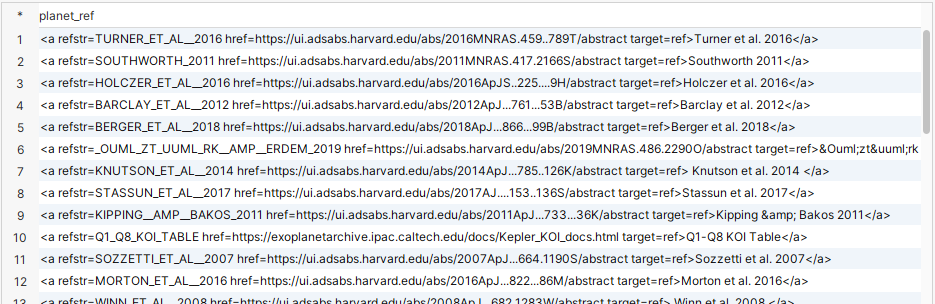 * planet_ref
1 <a refstr=TURNER_ET_AL__2016 href=https://ui.adsabs.harvard.edu/abs/2016MNRAS.459..789T/abstract target=ref>Turner et al. 2016</a>
2 <a refstr=SOUTHWORTH_2011 href=https://ui.adsabs.harvard.edu/abs/2011MNRAS.417.2166S/abstract target=ref>Southworth 2011</a>
3 <a refstr=HOLCZER_ET_AL__2016 href=https://ui.adsabs.harvard.edu/abs/2016ApJS..225....9H/abstract target=ref>Holczer et al. 2016</a>
4 <a refstr=BARCLAY_ET_AL__2012 href=https://ui.adsabs.harvard.edu/abs/2012ApJ...761...53B/abstract target=ref>Barclay et al. 2012</a>
5 <a refstr=BERGER_ET_AL__2018 href=https://ui.adsabs.harvard.edu/abs/2018ApJ...866...99B/abstract target=ref>Berger et al. 2018</a>
6 <a refstr=_OUML_ZT_UUML_RK__AMP__ERDEM_2019 href=https://ui.adsabs.harvard.edu/abs/2019MNRAS.486.2290O/abstract target=ref>&Ouml;zt&uuml;rk
7 <a refstr=KNUTSON_ET_AL__2014 href=https://ui.adsabs.harvard.edu/abs/2014ApJ...785..126K/abstract target=ref> Knutson et al. 2014 </a>
8 <a refstr=STASSUN_ET_AL__2017 href=https://ui.adsabs.harvard.edu/abs/2017AJ....153..136S/abstract target=ref>Stassun et al. 2017</a>
9 <a refstr=KIPPING__AMP__BAKOS_2011 href=https://ui.adsabs.harvard.edu/abs/2011ApJ...733...36K/abstract target=ref>Kipping &amp; Bakos 2011</a>
10 <a refstr=Q1_Q8_KOI_TABLE href=https://exoplanetarchive.ipac.caltech.edu/docs/Kepler_KOI_docs.html target=ref>Q1-Q8 KOI Table</a>
11 <a refstr=SOZZETTI_ET_AL__2007 href=https://ui.adsabs.harvard.edu/abs/2007ApJ...664.1190S/abstract target=ref>Sozzetti et al. 2007</a>
12 <a refstr=MORTON_ET_AL__2016 href=https://ui.adsabs.harvard.edu/abs/2016ApJ...822...86M/abstract target=ref>Morton et al. 2016</a>
13 <a refstr=WINN_ET_AL__2008 href=https://ui.adsabs.harvard.edu/abs/2008ApJ...682.1283W/abstract target=ref> Winn et al. 2008 </a>